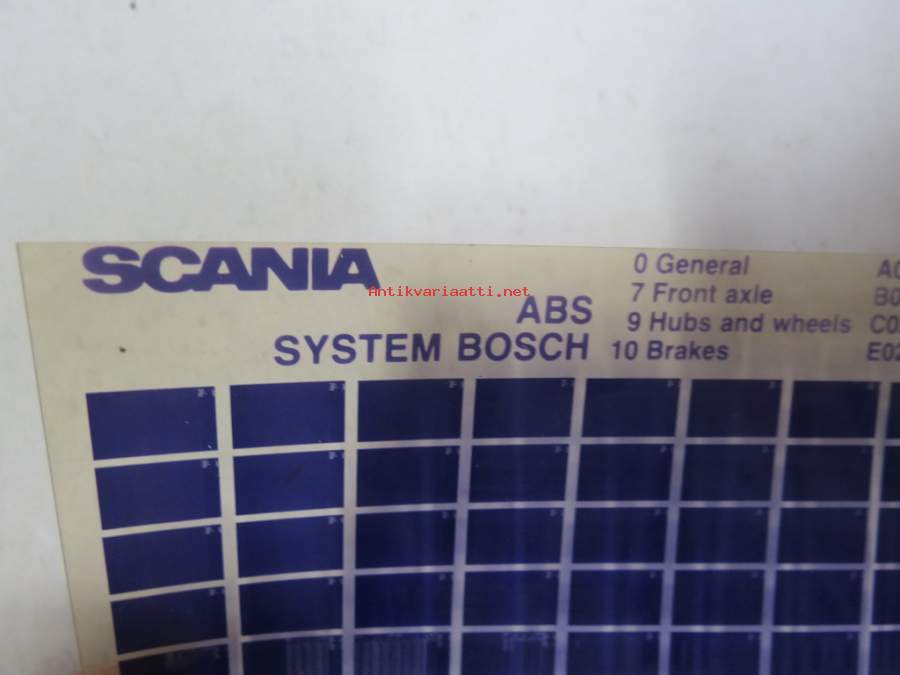 SCANIA
Antikvariaatti.net
ABS
SYSTEM BOSCH
0 General
7 Front axle
9 Hubs and wheels
10 Brakes